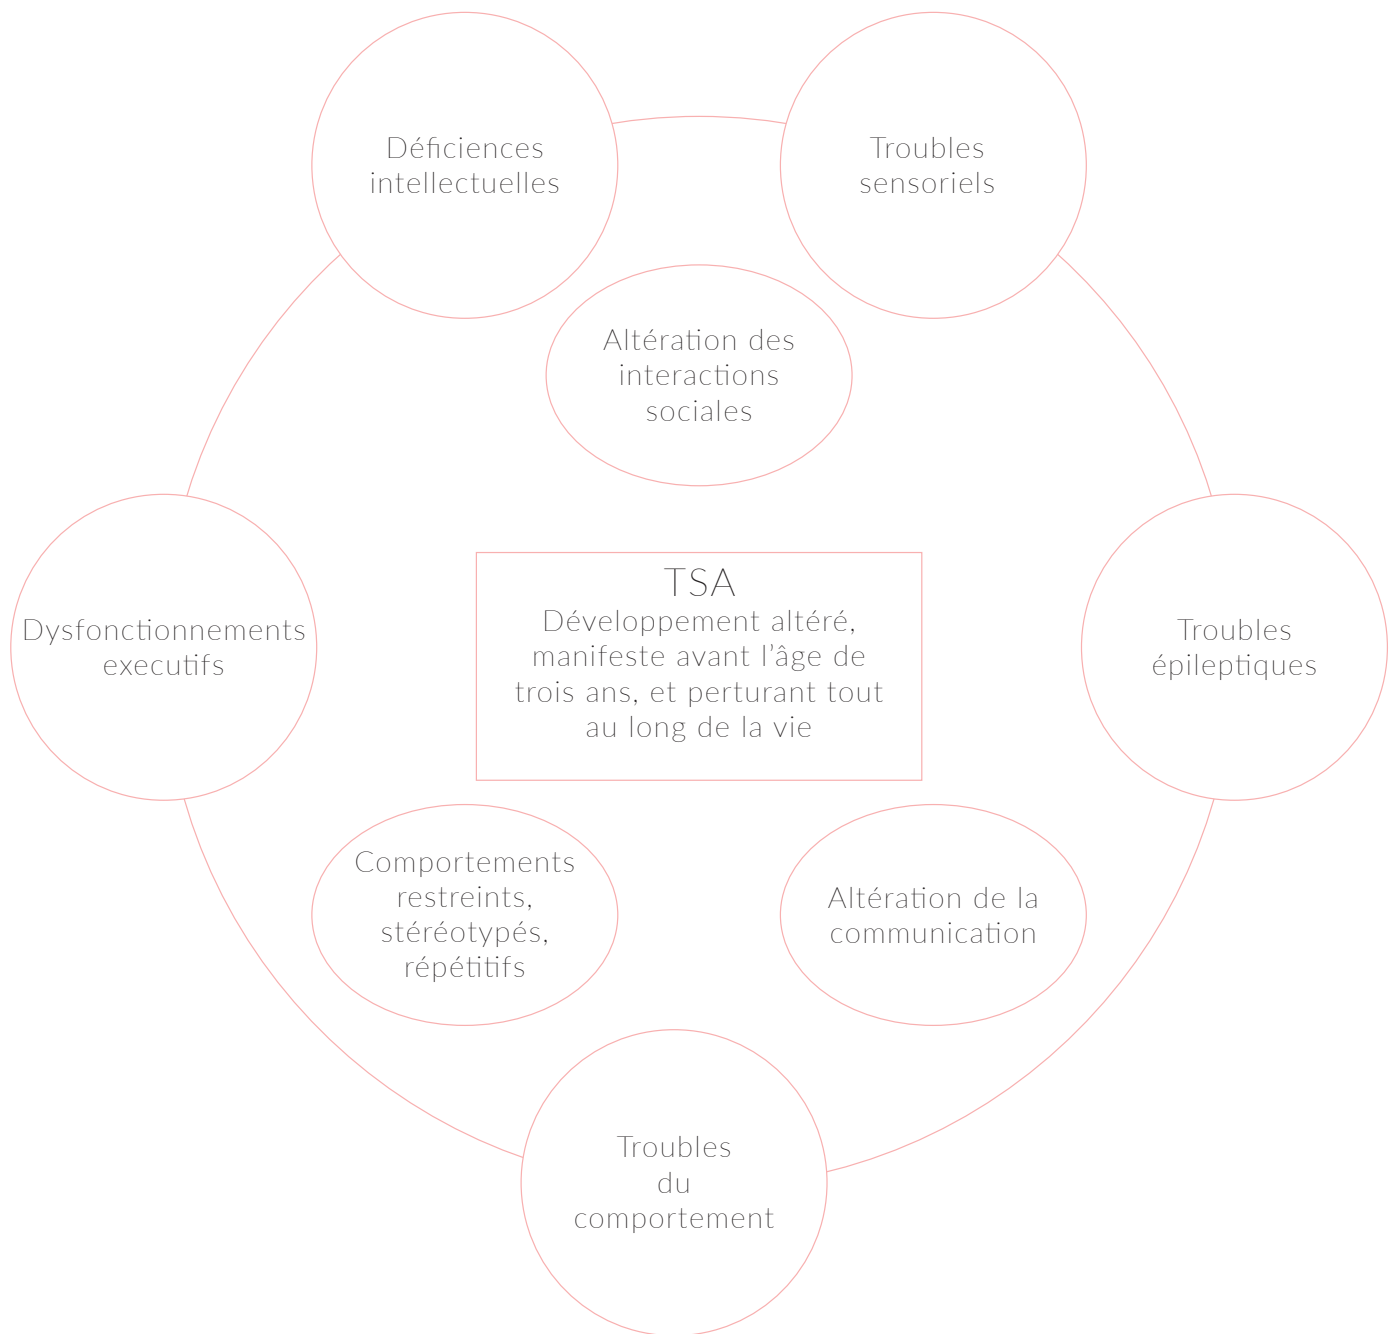 Déficiences
intellectuelles
Troubles
sensoriels
Altération des
interactions
sociales
TSA
Développement altéré,
manifeste avant l’âge de
trois ans, et perturant tout
au long de la vie
Dysfonctionnements
executifs
Troubles
épileptiques
Comportements
restreints,
stéréotypés,
répétitifs
Altération de la
communication
Troubles
du
comportement